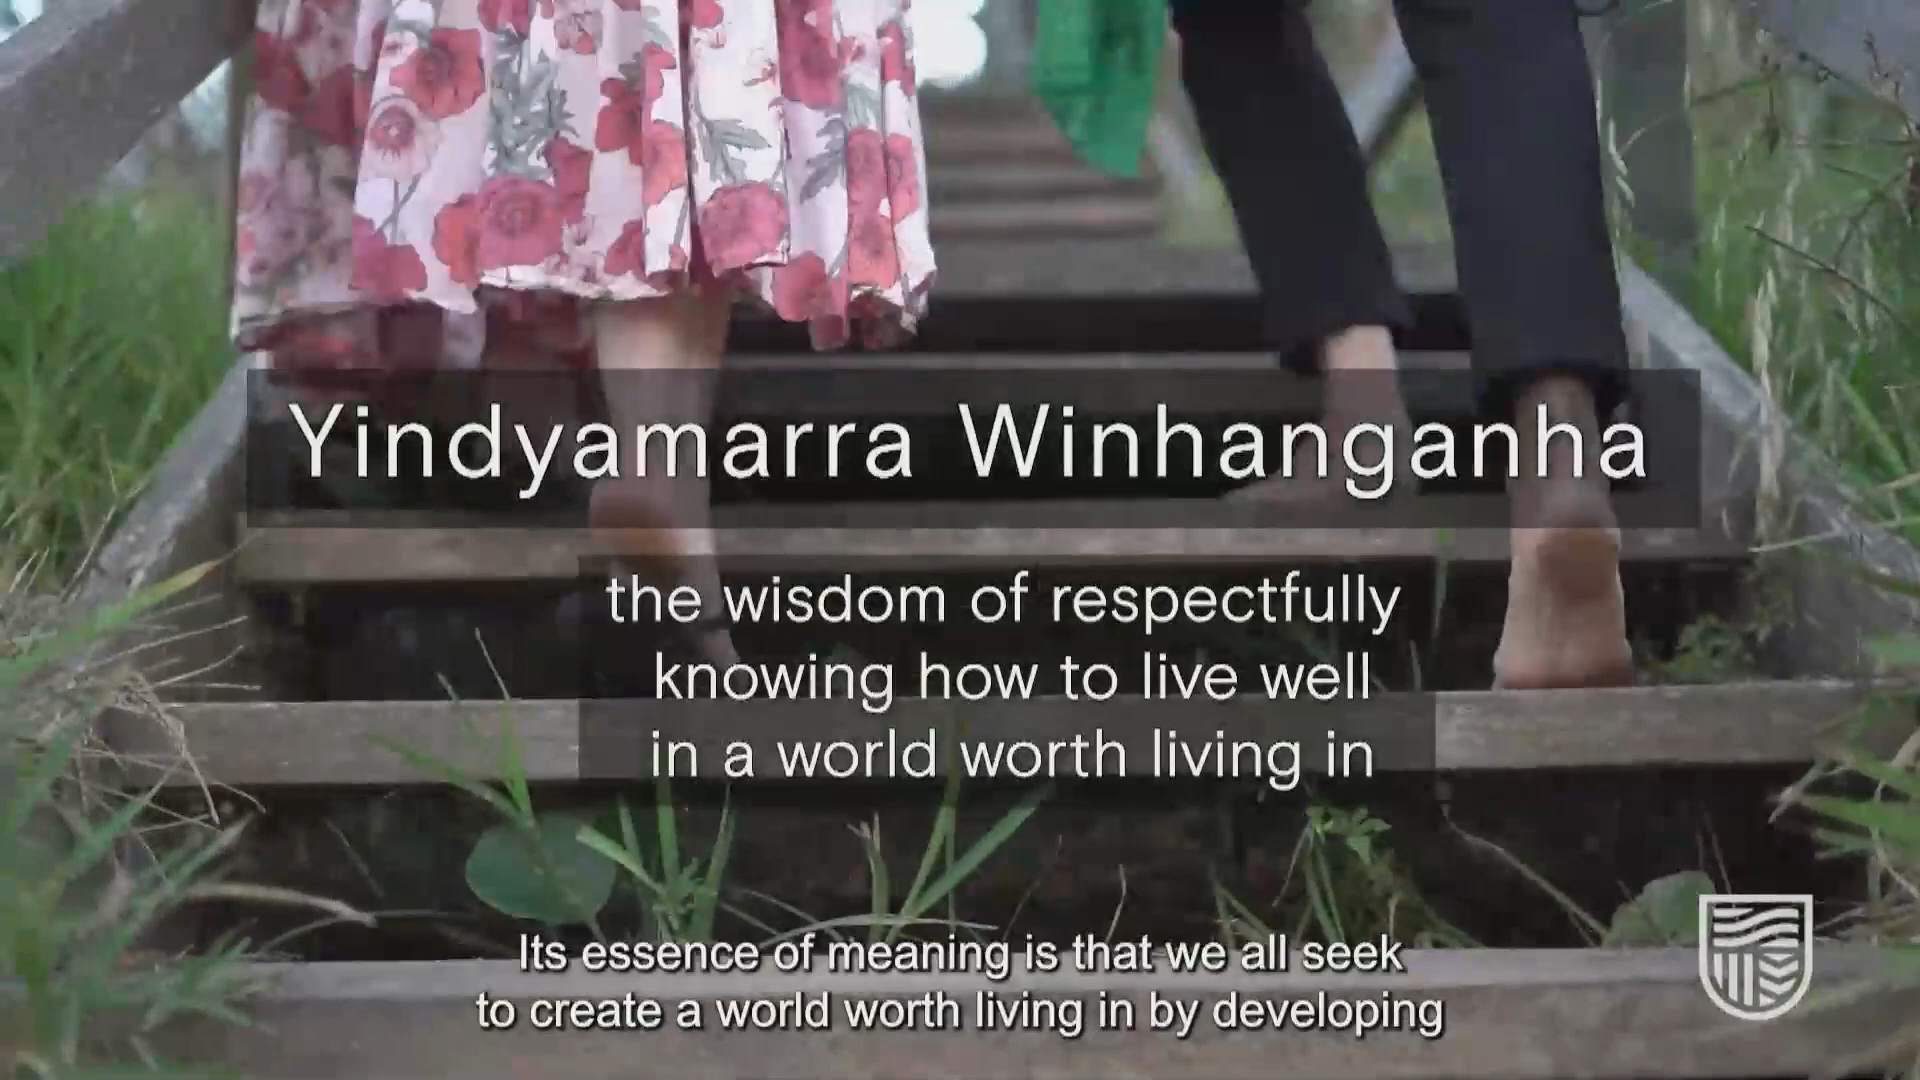 Yindyamarra Winhanganha
the wisdom of respectfully
knowing how to live well
in a world worth living in
Its essence of meaning is that we all seek
to create a world worth living in by developing